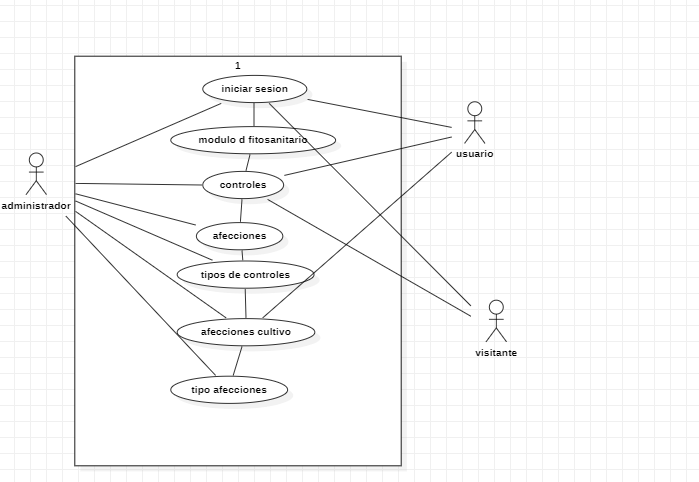 1
iniciar sesion
modulo d fitosanitario
usuario
controles
administrador
afecciones
tipos de controles
afecciones cultivo
visitante
tipo afecciones